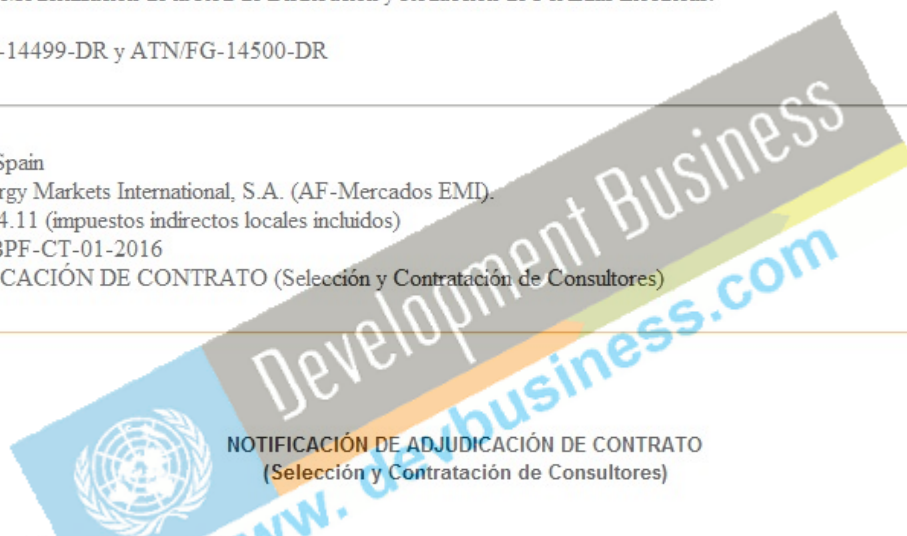 -14499-DR y ATN/FG-14500-DR
Spain
rgy Markets International, S.A. (AF-Mercados EMI).
4.11 (impuestos indirectos locales incluidos)
BPF-CT-01-2016
CACIÓN DE CONTRATO (Selección y Contratación de Consultores)
Development Business
www.devbusiness.com
NOTIFICACIÓN DE ADJUDICACIÓN DE CONTRATO
(Selección y Contratación de Consultores)